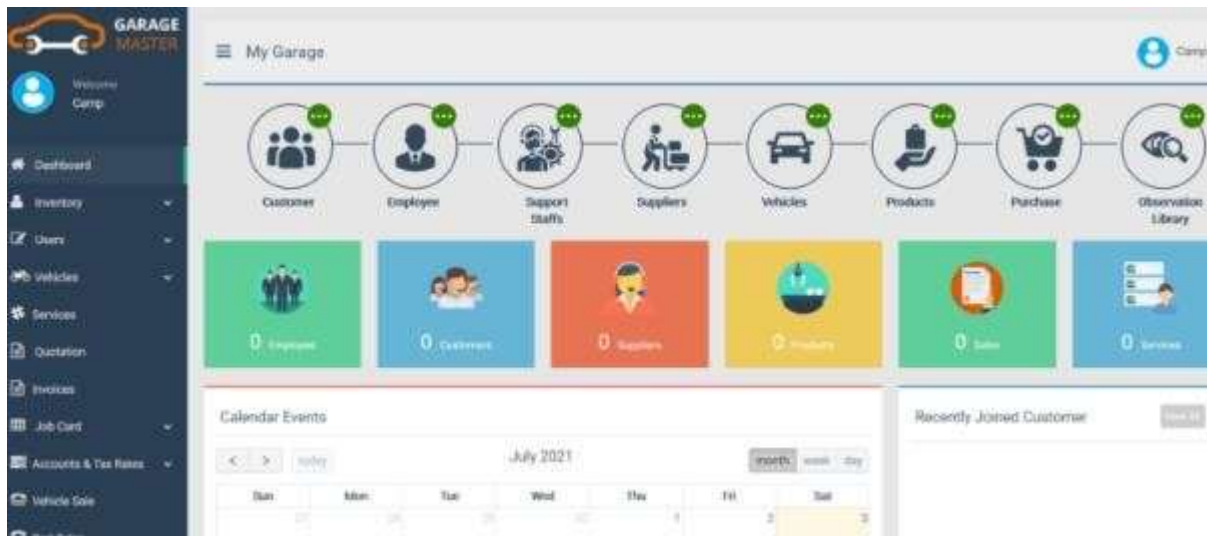 GARAGE
MASTER
My Garage
Camp
Welcome
Camp
Dashboard
Inventory
Users
Vehicles
Services
Quotation
Invoices
Job Card
Accounts & Tax Rates
Vehicle Sale
Customer
Employee
Support
Staffs
Suppliers
Vehicles
Products
Purchase
Observation
Library
0 Employee
0 Customers
0 Suppliers
0 Products
0 Sales
0 Services
Calendar Events
< > today
July 2021
month week day
Sun Mon Tue Wed Thu Fri Sat
1 2 3
Recently Joined Customer